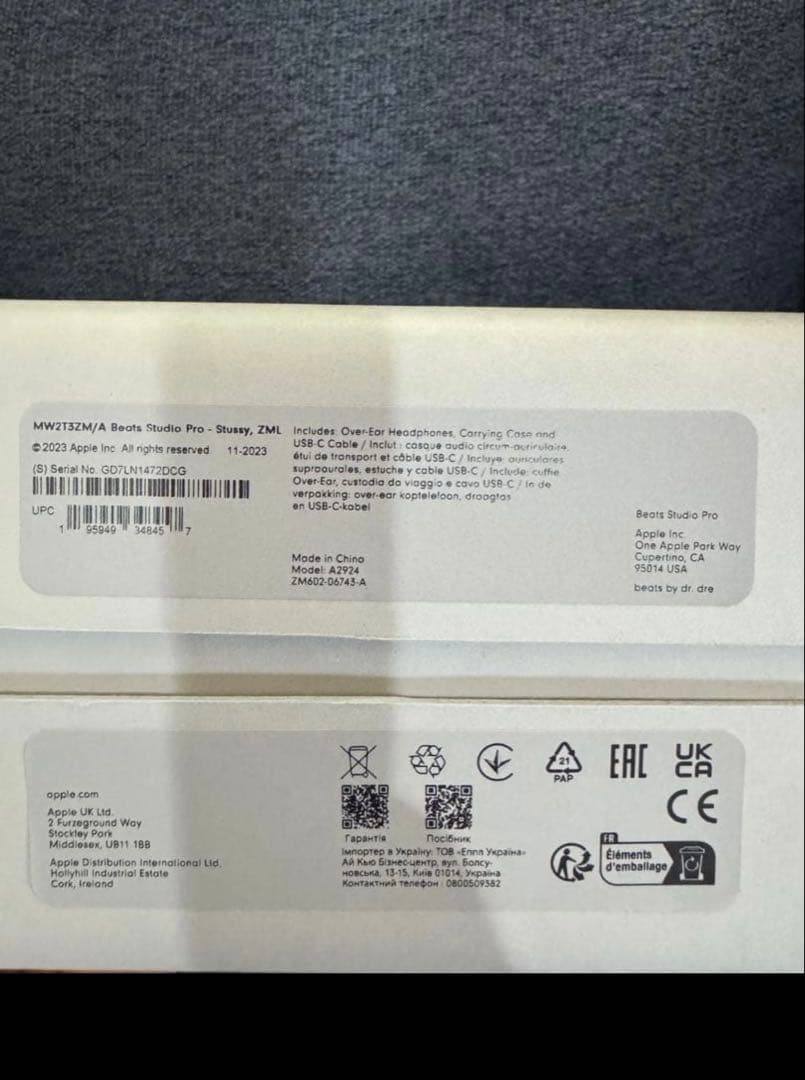 MW2T3ZM/A Beats Studio Pro - Stussy, ZML
©2023 Apple Inc. All rights reserved. 11-2023
(S) Serial No. GD7LN1472DCG
UPC
1 95949 34845 7
Includes: Over-Ear Headphones, Carrying Case and
USB-C Cable / Inclut : casque audio circum-auriculaire,
étui de transport et câble USB-C / Incluye: auriculares
supraaurales, estuche y cable USB-C / Include: cuffie
Over-Ear, custodia da viaggio e cavo USB-C / In de
verpakking: over-ear koptelefoon, draagtas
en USB-C-kabel
Made in China
Model: A2924
ZM602-06743-A
Beats Studio Pro
Apple Inc.
One Apple Park Way
Cupertino, CA
95014 USA
beats by dr. dre
apple.com
Apple UK Ltd.
2 Furzeground Way
Stockley Park
Middlesex, UB11 1BB
Apple Distribution International Ltd.
Hollyhill Industrial Estate
Cork, Ireland
21
PAP
EAC
UK
CA
CE
Гарантія Посібник
Імпортер в Україну: ТОВ «Еппл Україна»
Ай Кью Бізнес-центр, вул. Болсу-
новська, 13-15, Київ 01014, Україна
Контактний телефон : 0800509382
FR
Éléments
d'emballage